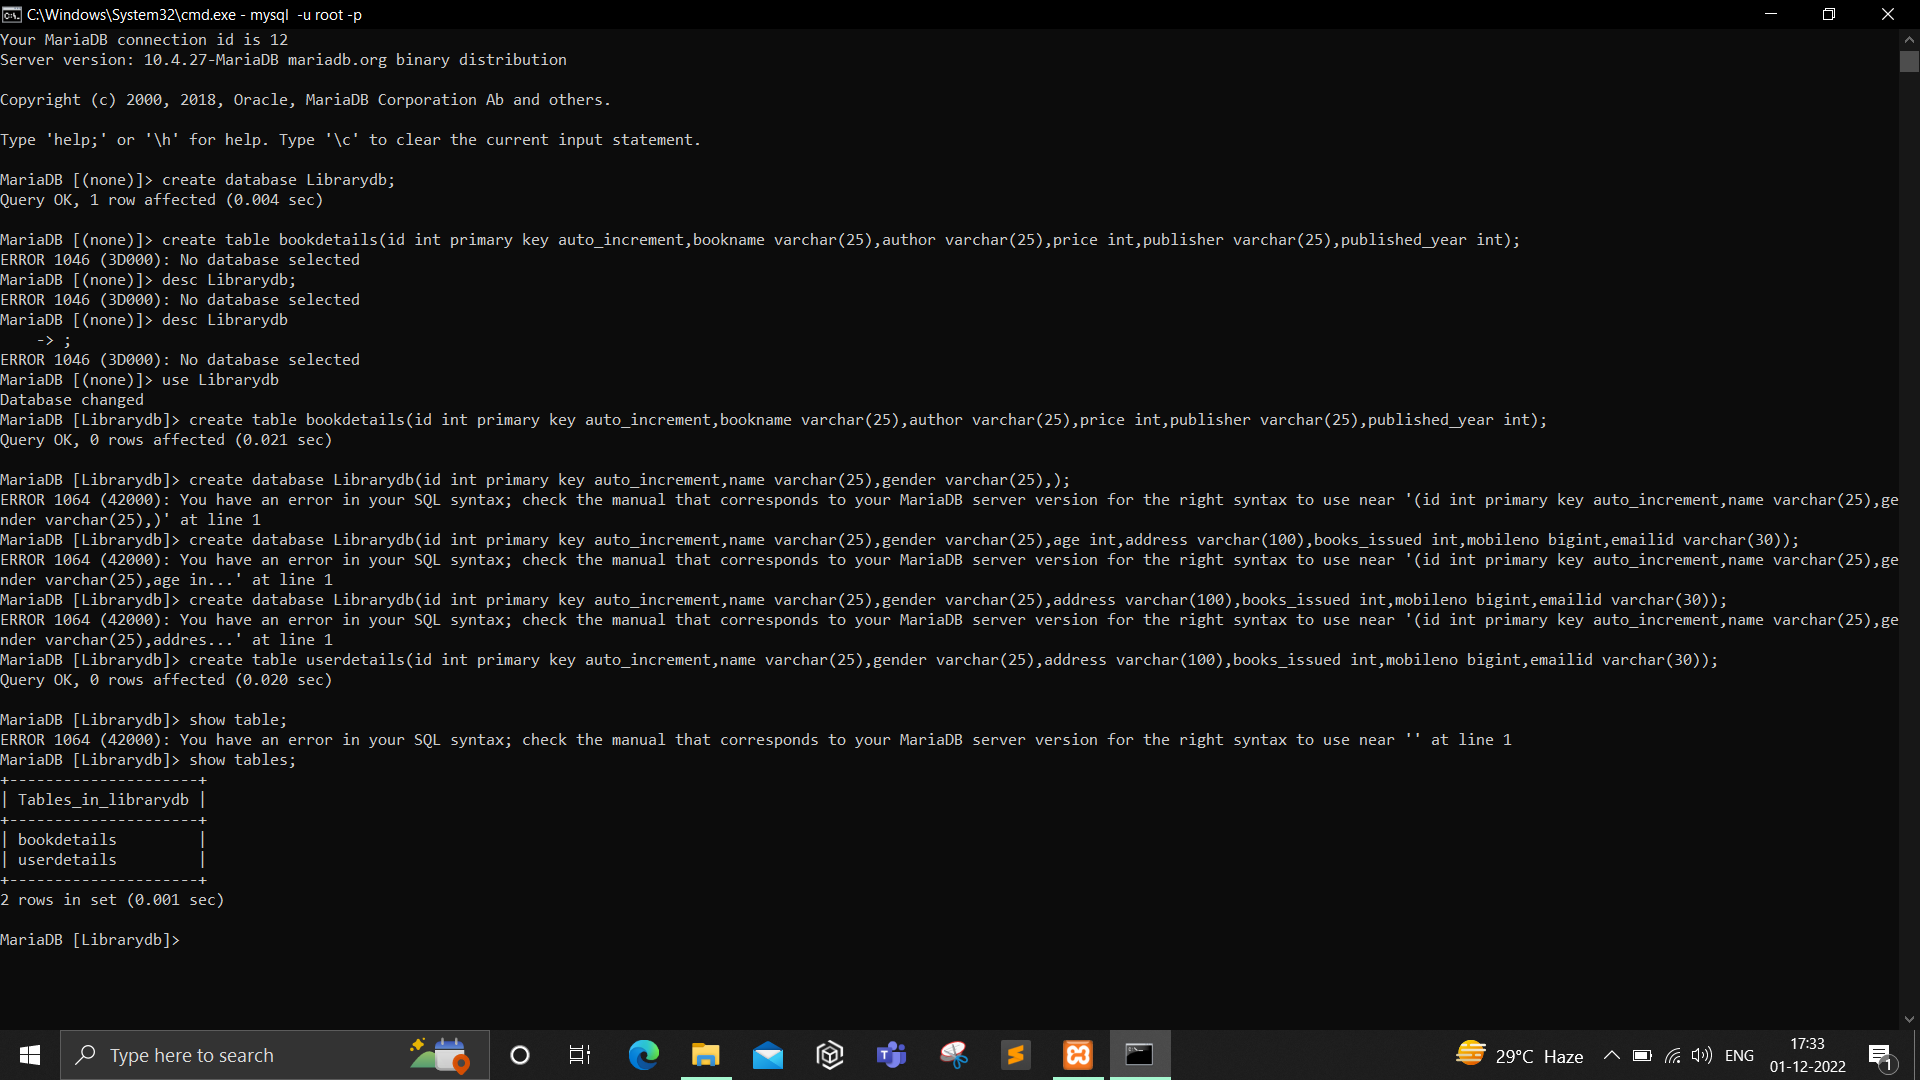 C:\Windows\System32\cmd.exe - mysql  -u root -p
Your MariaDB connection id is 12
Server version: 10.4.27-MariaDB mariadb.org binary distribution
Copyright (c) 2000, 2018, Oracle, MariaDB Corporation Ab and others.
Type 'help;' or '\h' for help. Type '\c' to clear the current input statement.
MariaDB [(none)]> create database Librarydb;
Query OK, 1 row affected (0.004 sec)
MariaDB [(none)]> create table bookdetails(id int primary key auto_increment,bookname varchar(25),author varchar(25),price int,publisher varchar(25),published_year int);
ERROR 1046 (3D000): No database selected
MariaDB [(none)]> desc Librarydb;
ERROR 1046 (3D000): No database selected
MariaDB [(none)]> desc Librarydb
    -> ;
ERROR 1046 (3D000): No database selected
MariaDB [(none)]> use Librarydb
Database changed
MariaDB [Librarydb]> create table bookdetails(id int primary key auto_increment,bookname varchar(25),author varchar(25),price int,publisher varchar(25),published_year int);
Query OK, 0 rows affected (0.021 sec)
MariaDB [Librarydb]> create database Librarydb(id int primary key auto_increment,name varchar(25),gender varchar(25),);
ERROR 1064 (42000): You have an error in your SQL syntax; check the manual that corresponds to your MariaDB server version for the right syntax to use near '(id int primary key auto_increment,name varchar(25),ge
nder varchar(25),)' at line 1
MariaDB [Librarydb]> create database Librarydb(id int primary key auto_increment,name varchar(25),gender varchar(25),age int,address varchar(100),books_issued int,mobileno bigint,emailid varchar(30));
ERROR 1064 (42000): You have an error in your SQL syntax; check the manual that corresponds to your MariaDB server version for the right syntax to use near '(id int primary key auto_increment,name varchar(25),ge
nder varchar(25),age in...' at line 1
MariaDB [Librarydb]> create database Librarydb(id int primary key auto_increment,name varchar(25),gender varchar(25),address varchar(100),books_issued int,mobileno bigint,emailid varchar(30));
ERROR 1064 (42000): You have an error in your SQL syntax; check the manual that corresponds to your MariaDB server version for the right syntax to use near '(id int primary key auto_increment,name varchar(25),ge
nder varchar(25),addres...' at line 1
MariaDB [Librarydb]> create table userdetails(id int primary key auto_increment,name varchar(25),gender varchar(25),address varchar(100),books_issued int,mobileno bigint,emailid varchar(30));
Query OK, 0 rows affected (0.020 sec)
MariaDB [Librarydb]> show table;
ERROR 1064 (42000): You have an error in your SQL syntax; check the manual that corresponds to your MariaDB server version for the right syntax to use near '' at line 1
MariaDB [Librarydb]> show tables;
+---------------------+
| Tables_in_librarydb |
+---------------------+
| bookdetails         |
| userdetails         |
+---------------------+
2 rows in set (0.001 sec)
MariaDB [Librarydb]>
Type here to search
29°C  Haze
ENG
17:33
01-12-2022
1